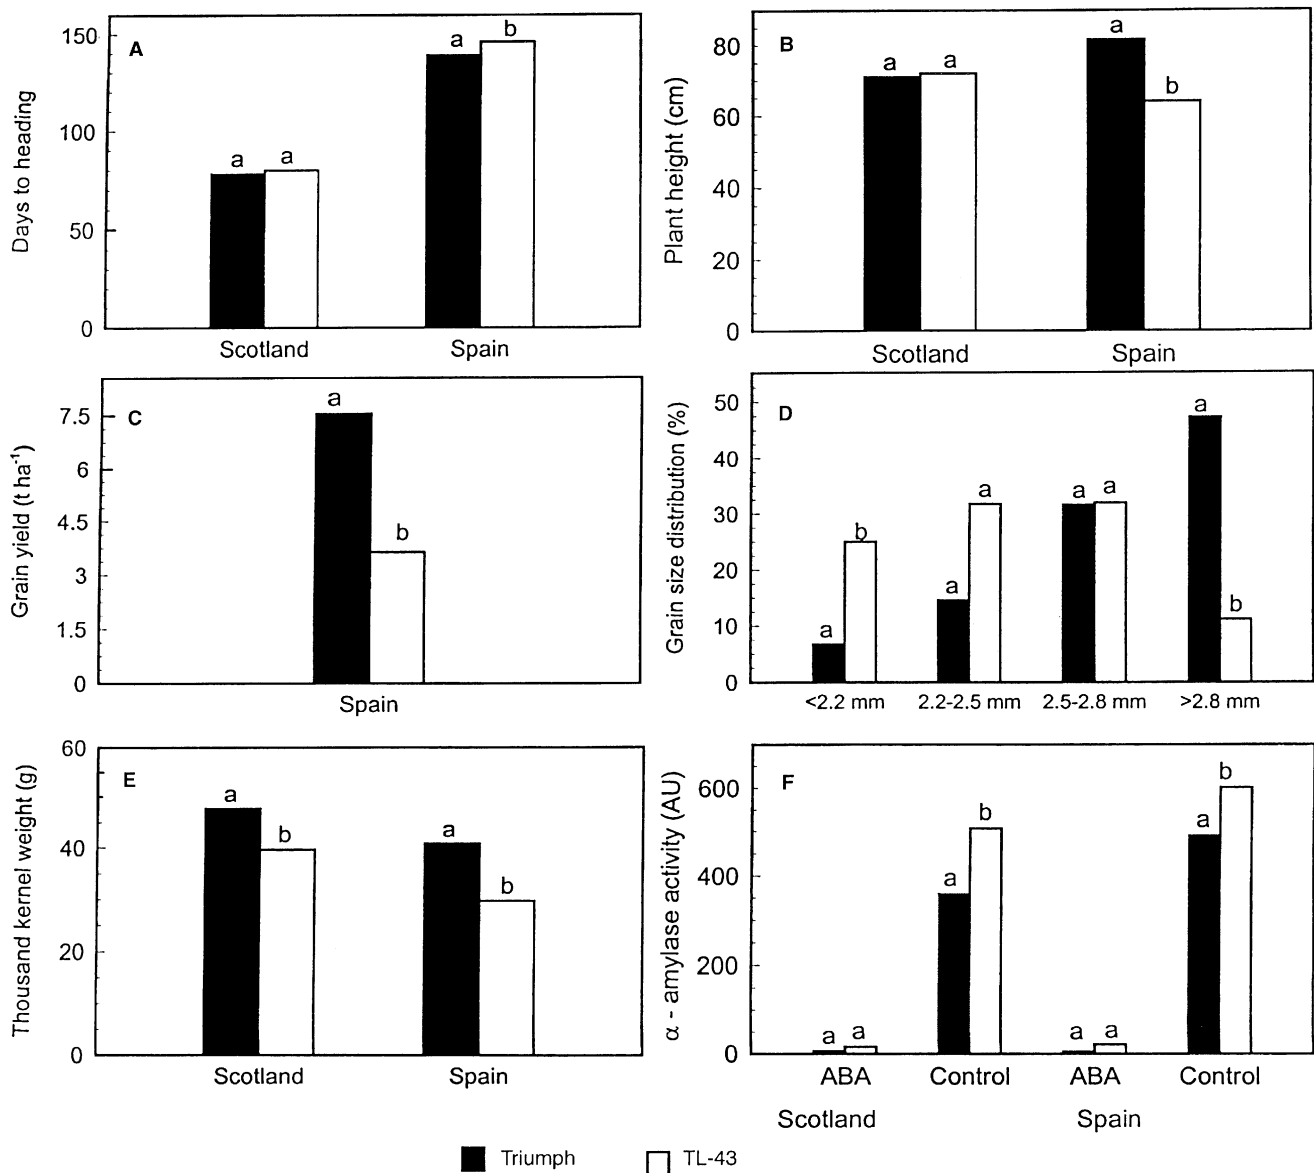 A
Days to heading
150
100
50
0
a a a b
Scotland Spain
B
Plant height (cm)
80
60
40
20
0
a a a b
Scotland Spain
C
Grain yield (t ha⁻¹)
7.5
6
4.5
3
1.5
0
a b
Spain
D
Grain size distribution (%)
50
40
30
20
10
0
a b a a a a a b
<2.2 mm 2.2-2.5 mm 2.5-2.8 mm >2.8 mm
E
Thousand kernel weight (g)
60
40
20
0
a b a b
Scotland Spain
F
α - amylase activity (AU)
600
400
200
0
a a a b a a a b
ABA Control ABA Control
Scotland Spain
Triumph TL-43